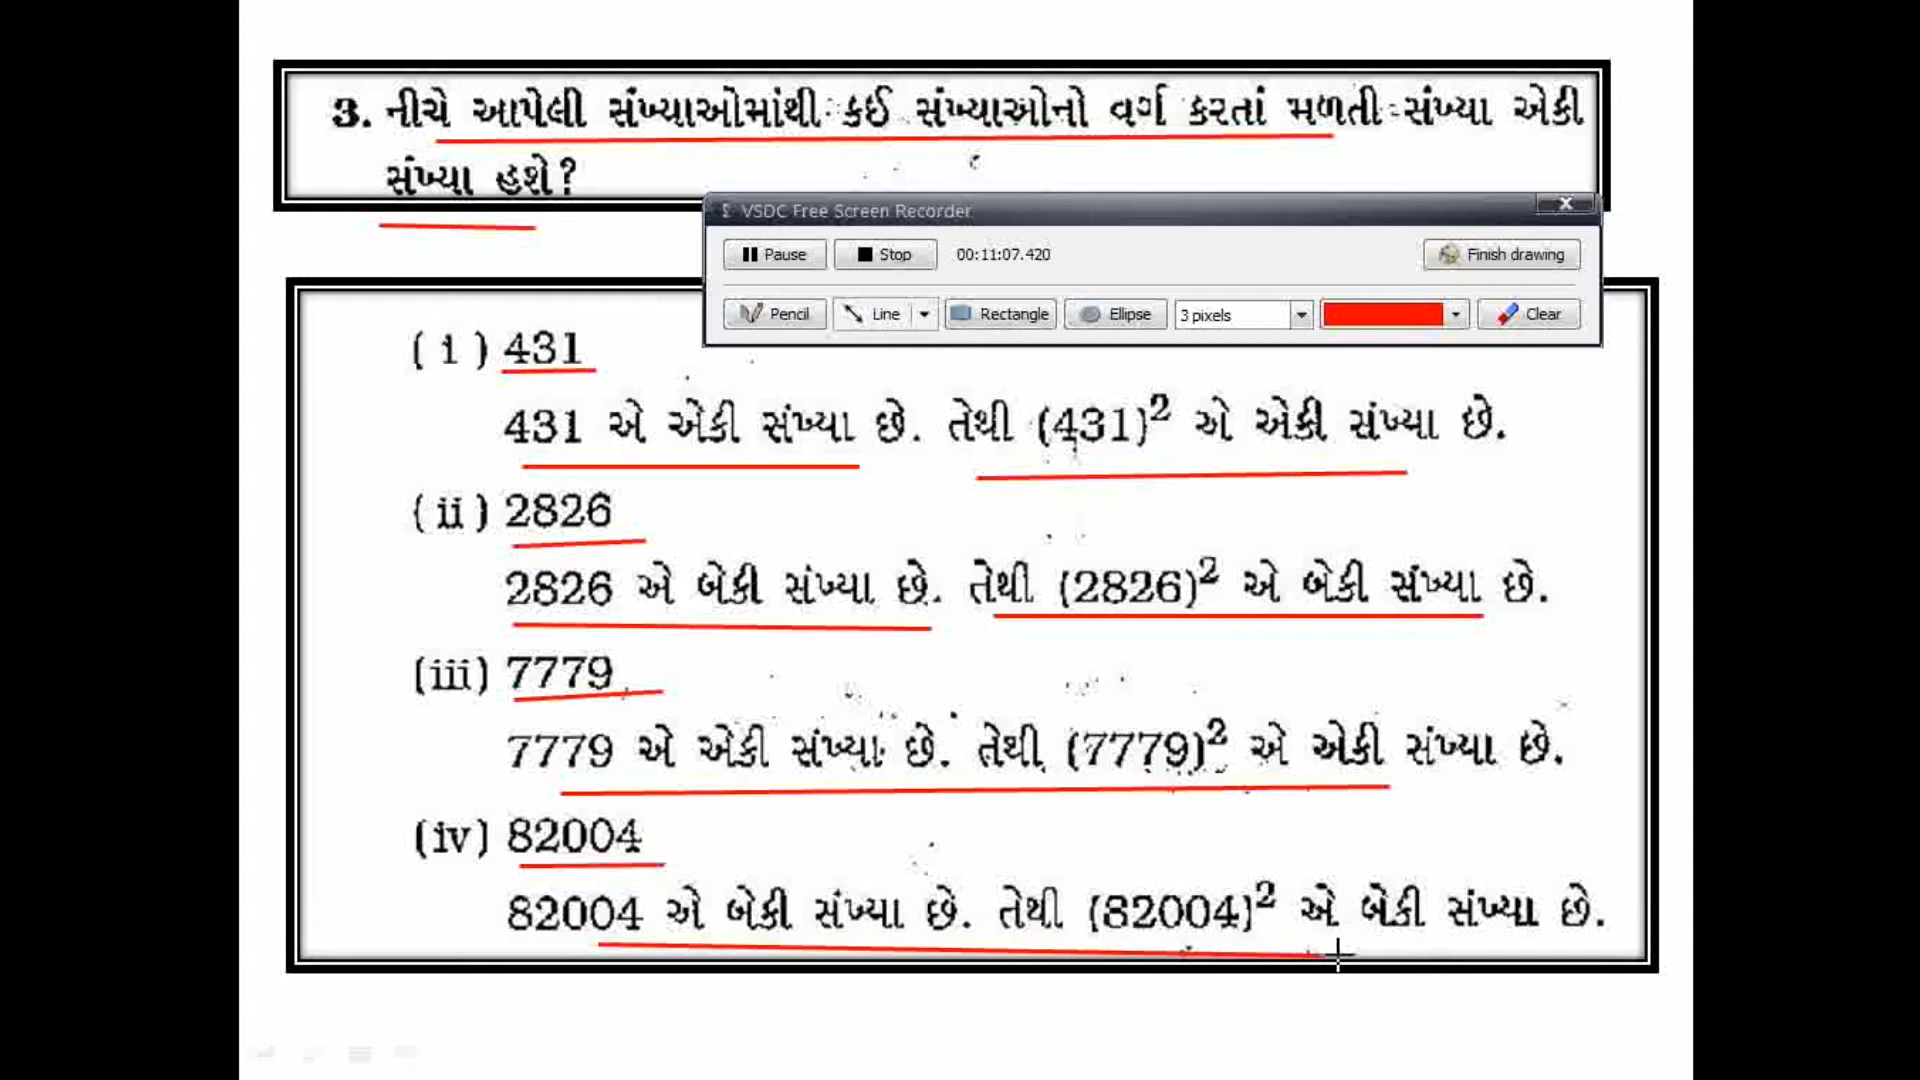 3. નીચે આપેલી સંખ્યાઓમાંથી કઈ સંખ્યાઓનો વર્ગ કરતાં મળતી સંખ્યા એકી
સંખ્યા હશે?
VSDC Free Screen Recorder
Pause Stop 00:11:07.420 Finish drawing
Pencil Line Rectangle Ellipse 3 pixels Clear
(i) 431
431 એ એકી સંખ્યા છે. તેથી (431)² એ એકી સંખ્યા છે.
(ii) 2826
2826 એ બેકી સંખ્યા છે. તેથી (2826)² એ બેકી સંખ્યા છે.
(iii) 7779
7779 એ એકી સંખ્યા છે. તેથી (7779)² એ એકી સંખ્યા છે.
(iv) 82004
82004 એ બેકી સંખ્યા છે. તેથી (82004)² એ બેકી સંખ્યા છે.